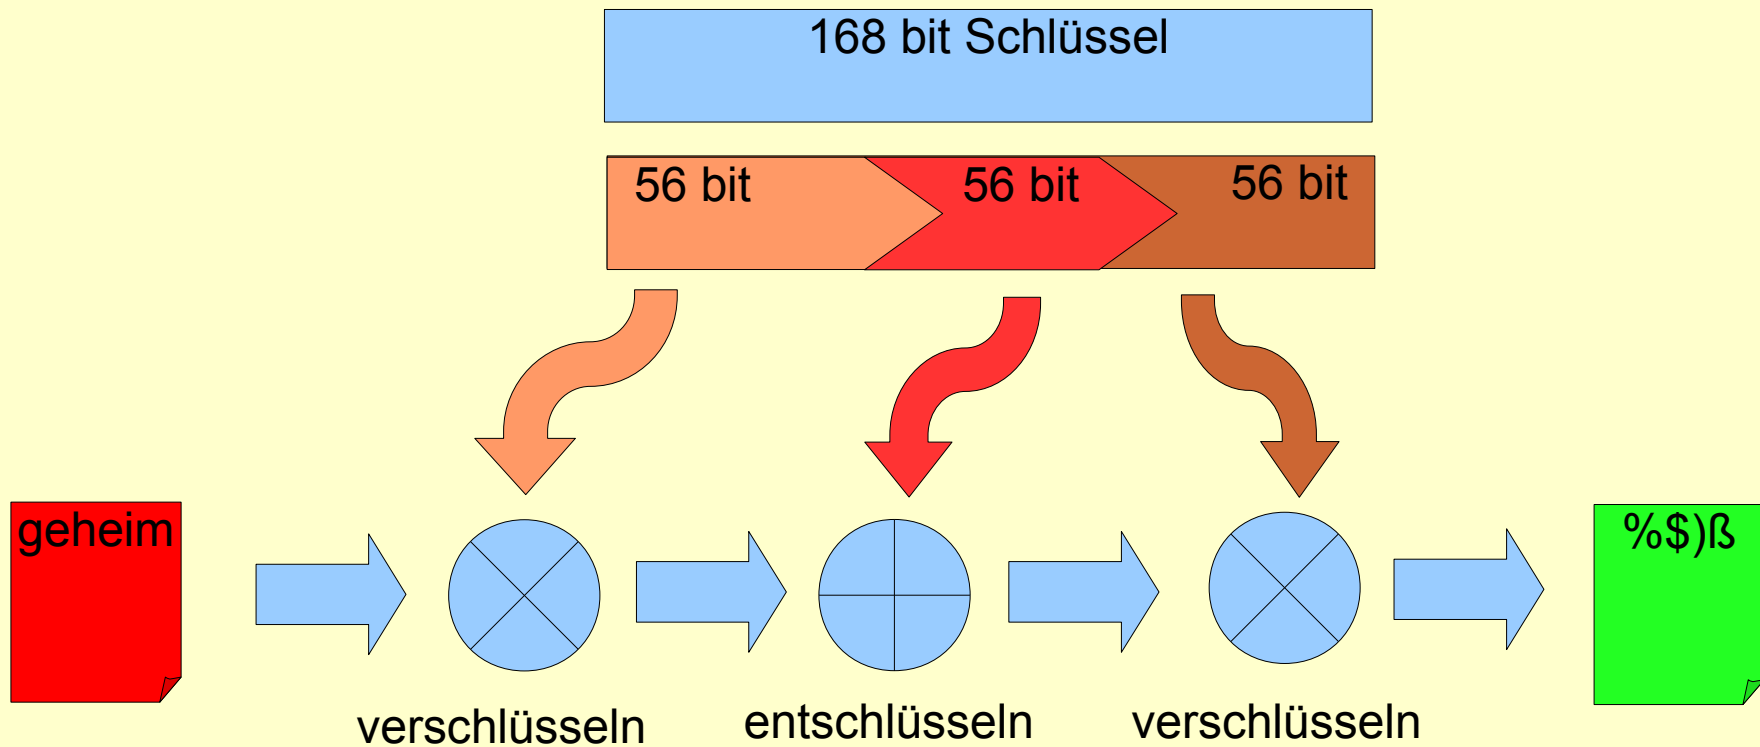 168 bit Schlüssel
56 bit
56 bit
56 bit
geheim
%$)ß
verschlüsseln
entschlüsseln
verschlüsseln